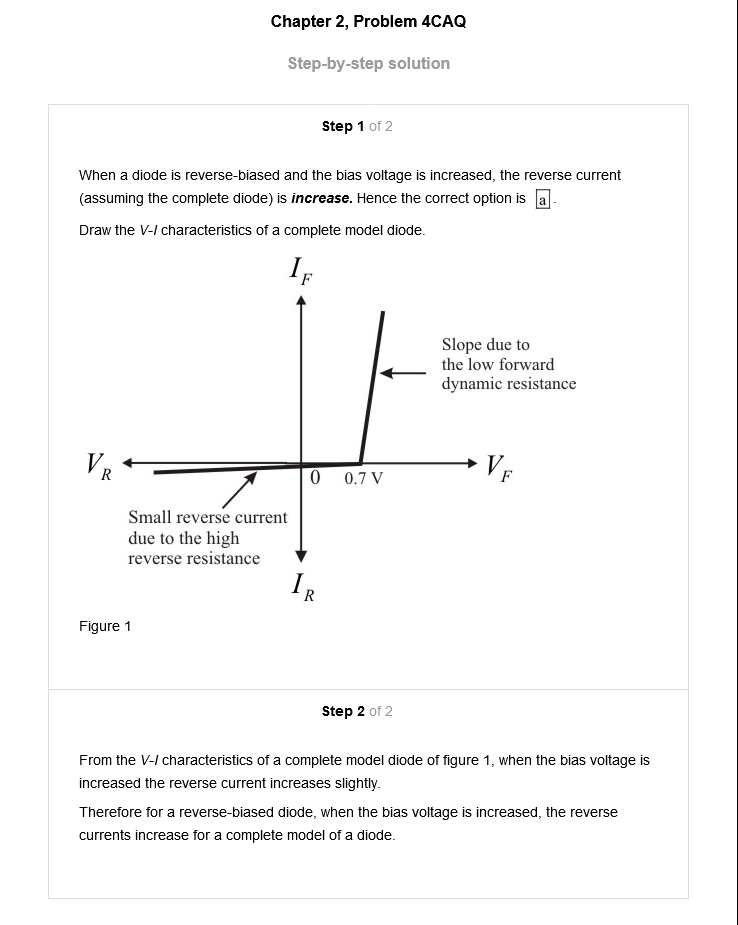 Chapter 2, Problem 4CAQ
Step-by-step solution
Step 1 of 2
When a diode is reverse-biased and the bias voltage is increased, the reverse current
(assuming the complete diode) is increase. Hence the correct option is a.
Draw the V-I characteristics of a complete model diode.
I_F
Slope due to
the low forward
dynamic resistance
V_R
V_F
0 0.7 V
Small reverse current
due to the high
reverse resistance
I_R
Figure 1
Step 2 of 2
From the V-I characteristics of a complete model diode of figure 1, when the bias voltage is
increased the reverse current increases slightly.
Therefore for a reverse-biased diode, when the bias voltage is increased, the reverse
currents increase for a complete model of a diode.